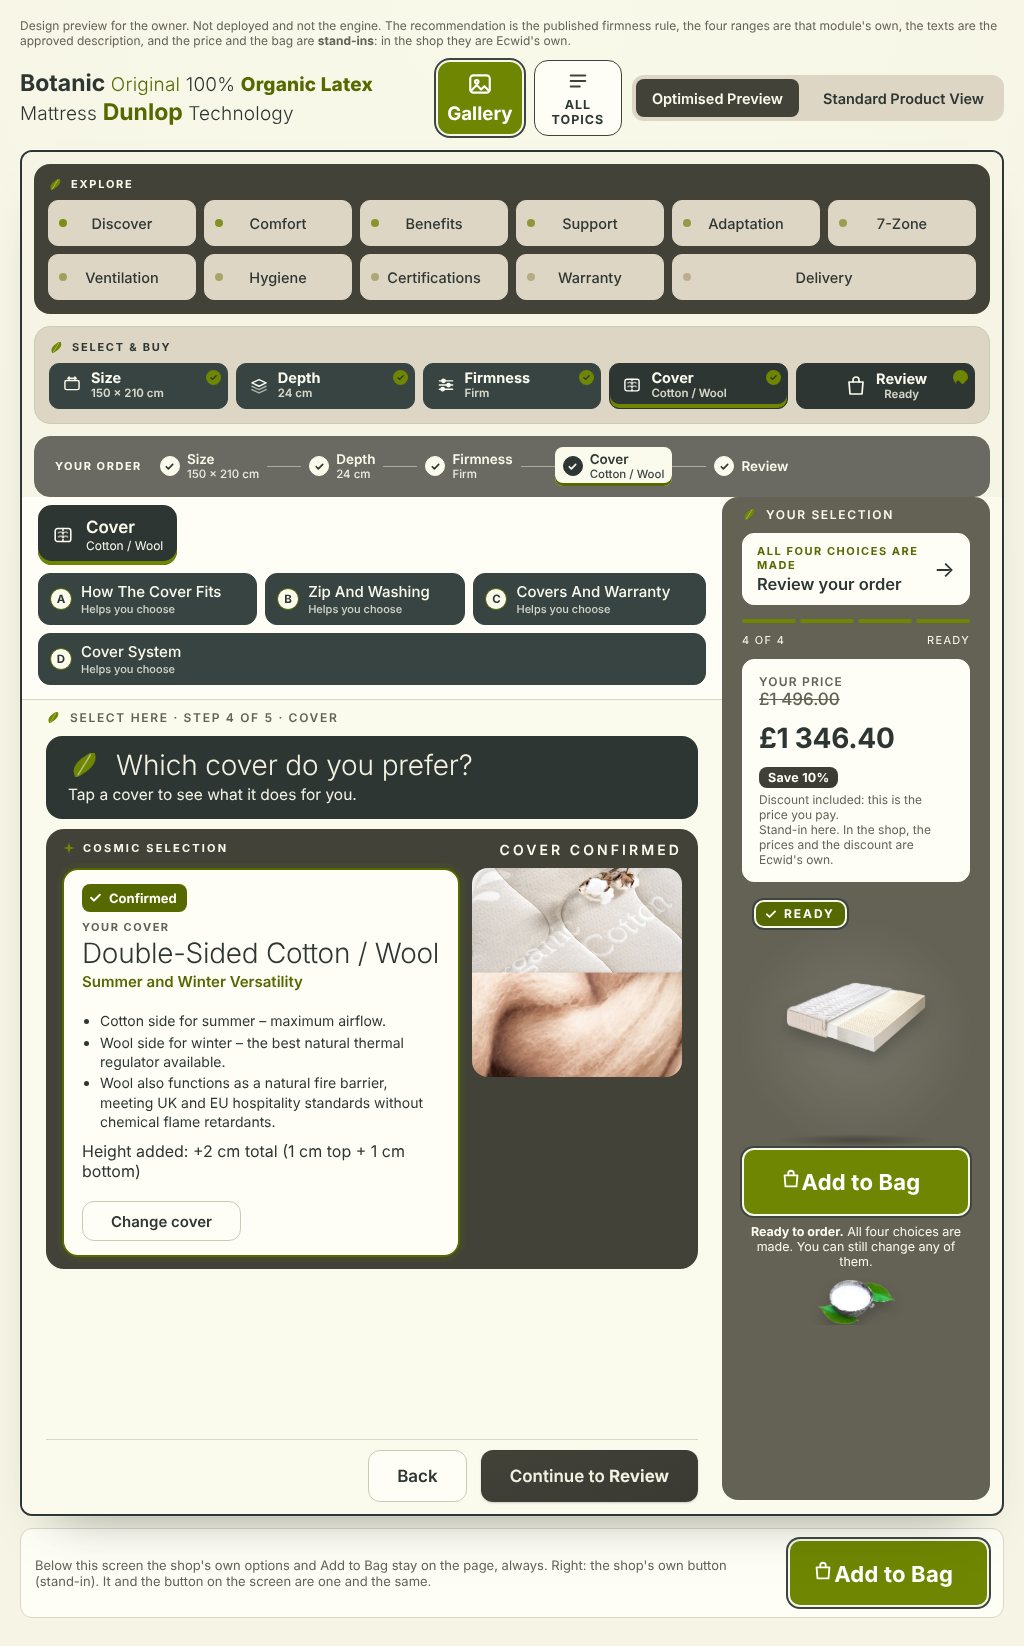 Design preview for the owner. Not deployed and not the engine. The recommendation is the published firmness rule, the four ranges are that module's own, the texts are the
approved description, and the price and the bag are stand-ins: in the shop they are Ecwid's own.
Botanic Original 100% Organic Latex
Mattress Dunlop Technology
Gallery
ALL
TOPICS
Optimised Preview
Standard Product View
EXPLORE
Discover
Comfort
Benefits
Support
Adaptation
7-Zone
Ventilation
Hygiene
Certifications
Warranty
Delivery
SELECT & BUY
Size
150 × 210 cm
Depth
24 cm
Firmness
Firm
Cover
Cotton / Wool
Review
Ready
YOUR ORDER
Size
150 × 210 cm
Depth
24 cm
Firmness
Firm
Cover
Cotton / Wool
Review
Cover
Cotton / Wool
A
How The Cover Fits
Helps you choose
B
Zip And Washing
Helps you choose
C
Covers And Warranty
Helps you choose
D
Cover System
Helps you choose
SELECT HERE · STEP 4 OF 5 · COVER
Which cover do you prefer?
Tap a cover to see what it does for you.
COSMIC SELECTION
COVER CONFIRMED
Confirmed
YOUR COVER
Double-Sided Cotton / Wool
Summer and Winter Versatility
• Cotton side for summer – maximum airflow.
• Wool side for winter – the best natural thermal
regulator available.
• Wool also functions as a natural fire barrier,
meeting UK and EU hospitality standards without
chemical flame retardants.
Height added: +2 cm total (1 cm top + 1 cm
bottom)
Change cover
Cotton
Back
Continue to Review
YOUR SELECTION
ALL FOUR CHOICES ARE
MADE
Review your order
4 OF 4
READY
YOUR PRICE
£1 496.00
£1 346.40
Save 10%
Discount included: this is the
price you pay.
Stand-in here. In the shop, the
prices and the discount are
Ecwid's own.
READY
Add to Bag
Ready to order. All four choices are
made. You can still change any of
them.
Below this screen the shop's own options and Add to Bag stay on the page, always. Right: the shop's own button
(stand-in). It and the button on the screen are one and the same.
Add to Bag